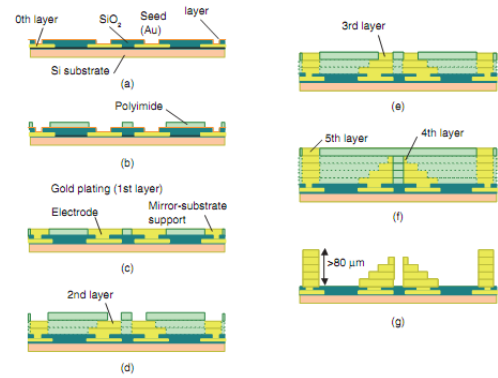 0th layer
SiO2
Seed
(Au)
layer
Si substrate
(a)
Polyimide
(b)
Gold plating (1st layer)
Electrode
Mirror-substrate
support
(c)
2nd layer
(d)
3rd layer
(e)
5th layer
4th layer
(f)
>80 μm
(g)